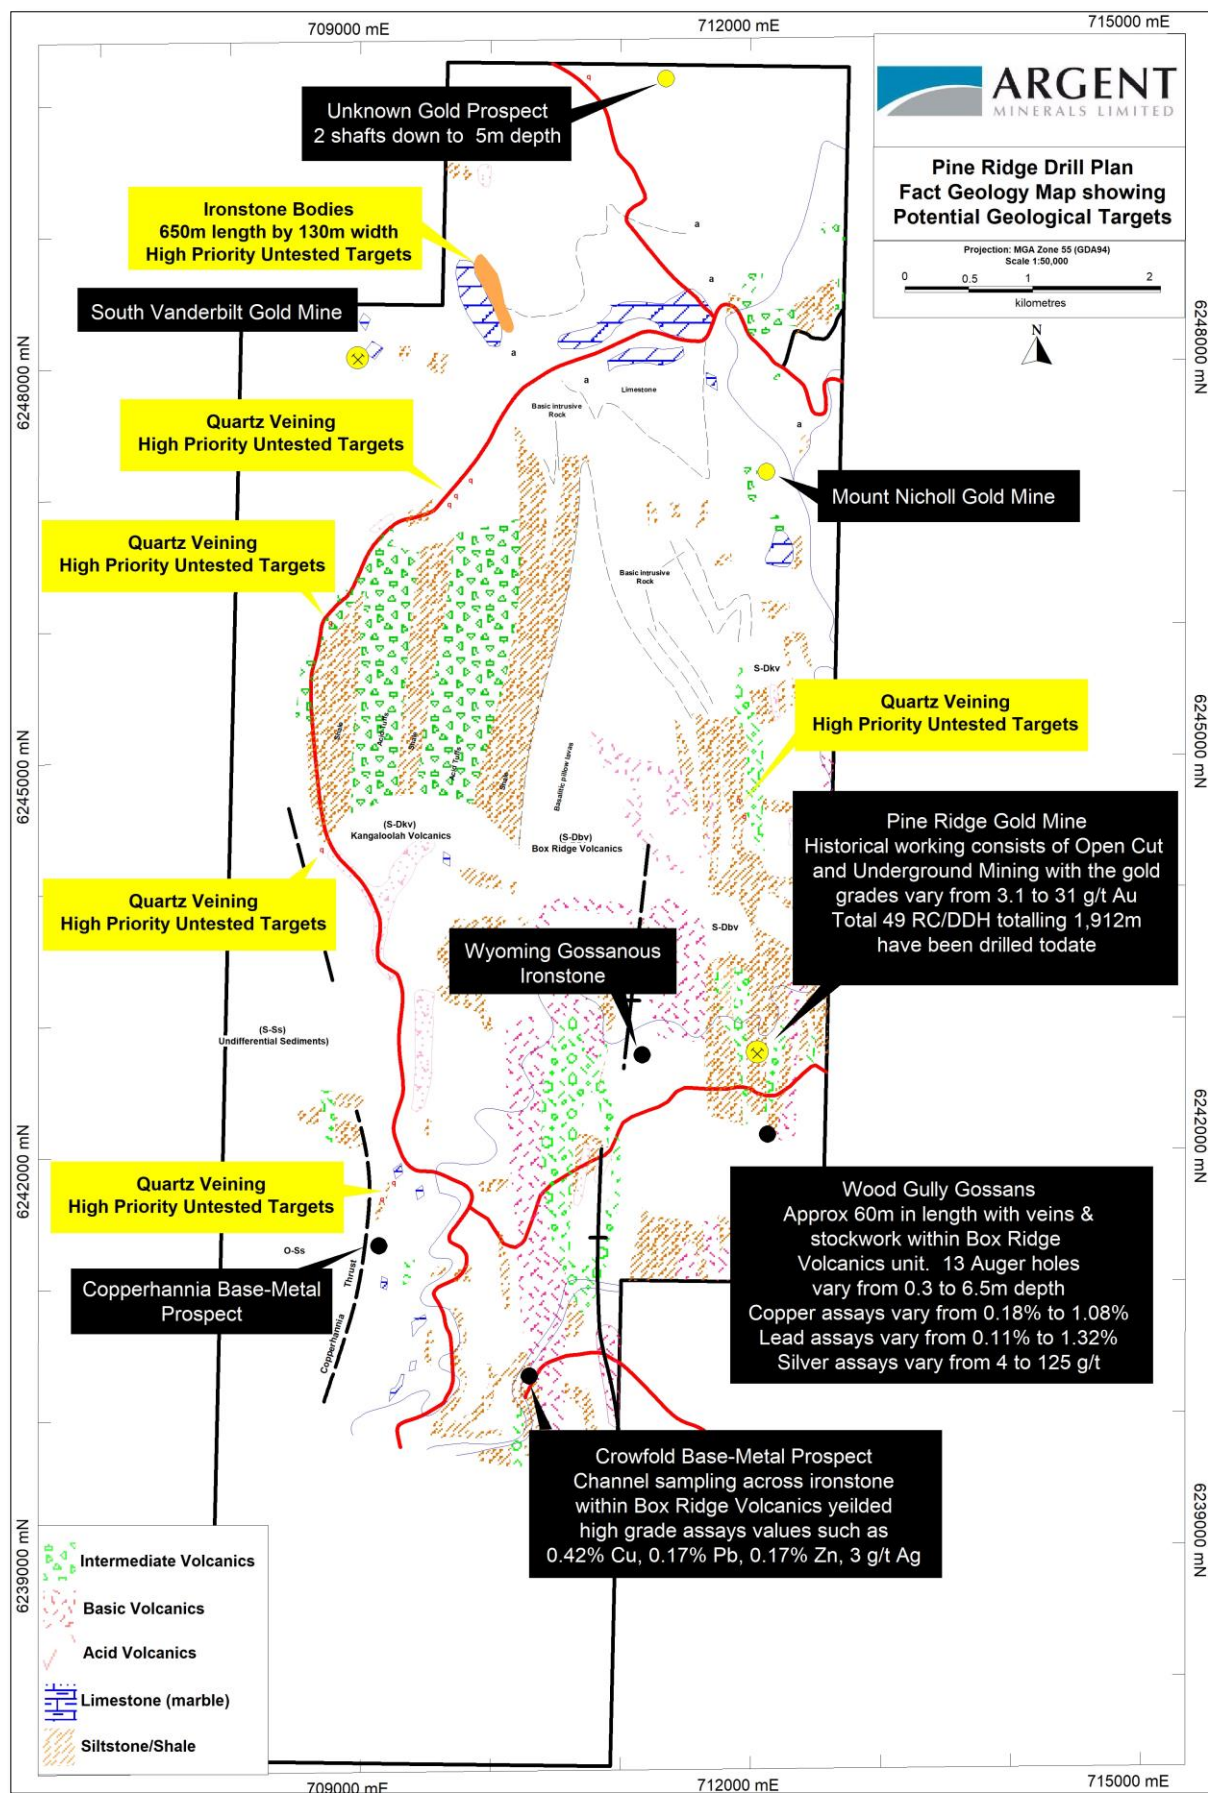 709000 mE
712000 mE
715000 mE
ARGENT
MINERALS LIMITED
Pine Ridge Drill Plan
Fact Geology Map showing
Potential Geological Targets
Projection: MGA Zone 55 (GDA94)
Scale 1:50,000
0 0.5 1 2
kilometres
N
q
Unknown Gold Prospect
2 shafts down to 5m depth
Ironstone Bodies
650m length by 130m width
High Priority Untested Targets
a
a
South Vanderbilt Gold Mine
6248000 mN
6248000 mN
a
a
Limestone
Basic intrusive
Rock
a
Quartz Veining
High Priority Untested Targets
q
q
q
Mount Nicholl Gold Mine
Quartz Veining
High Priority Untested Targets
q
Basic intrusive
Rock
S-Dkv
Quartz Veining
High Priority Untested Targets
6245000 mN
6245000 mN
Shale
Acid Tuffs
Shale
Acid Tuffs
Shale
Basaltic pillow lavas
q
q
(S-Dkv)
Kangaloolah Volcanics
(S-Dbv)
Box Ridge Volcanics
q
Pine Ridge Gold Mine
Historical working consists of Open Cut
and Underground Mining with the gold
grades vary from 3.1 to 31 g/t Au
Total 49 RC/DDH totalling 1,912m
have been drilled todate
Quartz Veining
High Priority Untested Targets
S-Dbv
Wyoming Gossanous
Ironstone
(S-Ss)
Undifferential Sediments)
6242000 mN
6242000 mN
Quartz Veining
High Priority Untested Targets
q
q
O-Ss
Copperhannia Thrust
Copperhannia Base-Metal
Prospect
Wood Gully Gossans
Approx 60m in length with veins &
stockwork within Box Ridge
Volcanics unit. 13 Auger holes
vary from 0.3 to 6.5m depth
Copper assays vary from 0.18% to 1.08%
Lead assays vary from 0.11% to 1.32%
Silver assays vary from 4 to 125 g/t
Crowfold Base-Metal Prospect
Channel sampling across ironstone
within Box Ridge Volcanics yeilded
high grade assays values such as
0.42% Cu, 0.17% Pb, 0.17% Zn, 3 g/t Ag
6239000 mN
6239000 mN
Intermediate Volcanics
Basic Volcanics
Acid Volcanics
Limestone (marble)
Siltstone/Shale
709000 mE
712000 mE
715000 mE